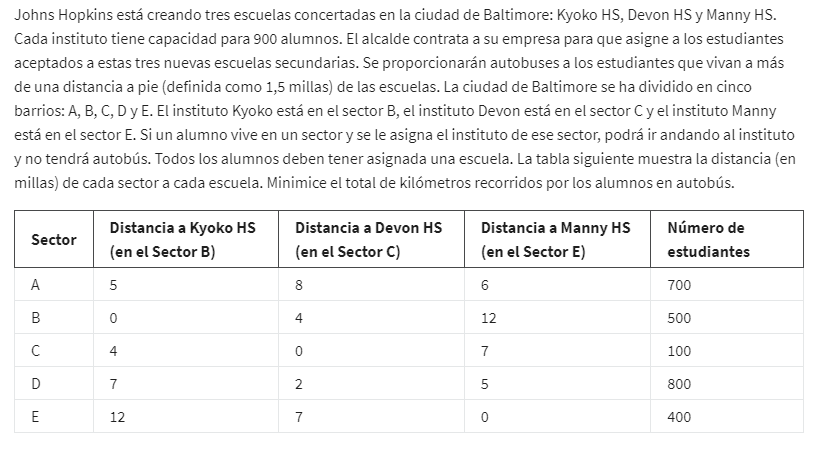 Johns Hopkins está creando tres escuelas concertadas en la ciudad de Baltimore: Kyoko HS, Devon HS y Manny HS.
Cada instituto tiene capacidad para 900 alumnos. El alcalde contrata a su empresa para que asigne a los estudiantes
aceptados a estas tres nuevas escuelas secundarias. Se proporcionarán autobuses a los estudiantes que vivan a más
de una distancia a pie (definida como 1,5 millas) de las escuelas. La ciudad de Baltimore se ha dividido en cinco
barrios: A, B, C, D y E. El instituto Kyoko está en el sector B, el instituto Devon está en el sector C y el instituto Manny
está en el sector E. Si un alumno vive en un sector y se le asigna el instituto de ese sector, podrá ir andando al instituto
y no tendrá autobús. Todos los alumnos deben tener asignada una escuela. La tabla siguiente muestra la distancia (en
millas) de cada sector a cada escuela. Minimice el total de kilómetros recorridos por los alumnos en autobús.
Sector Distancia a Kyoko HS (en el Sector B) Distancia a Devon HS (en el Sector C) Distancia a Manny HS (en el Sector E) Número de estudiantes
A 5 8 6 700
B 0 4 12 500
C 4 0 7 100
D 7 2 5 800
E 12 7 0 400